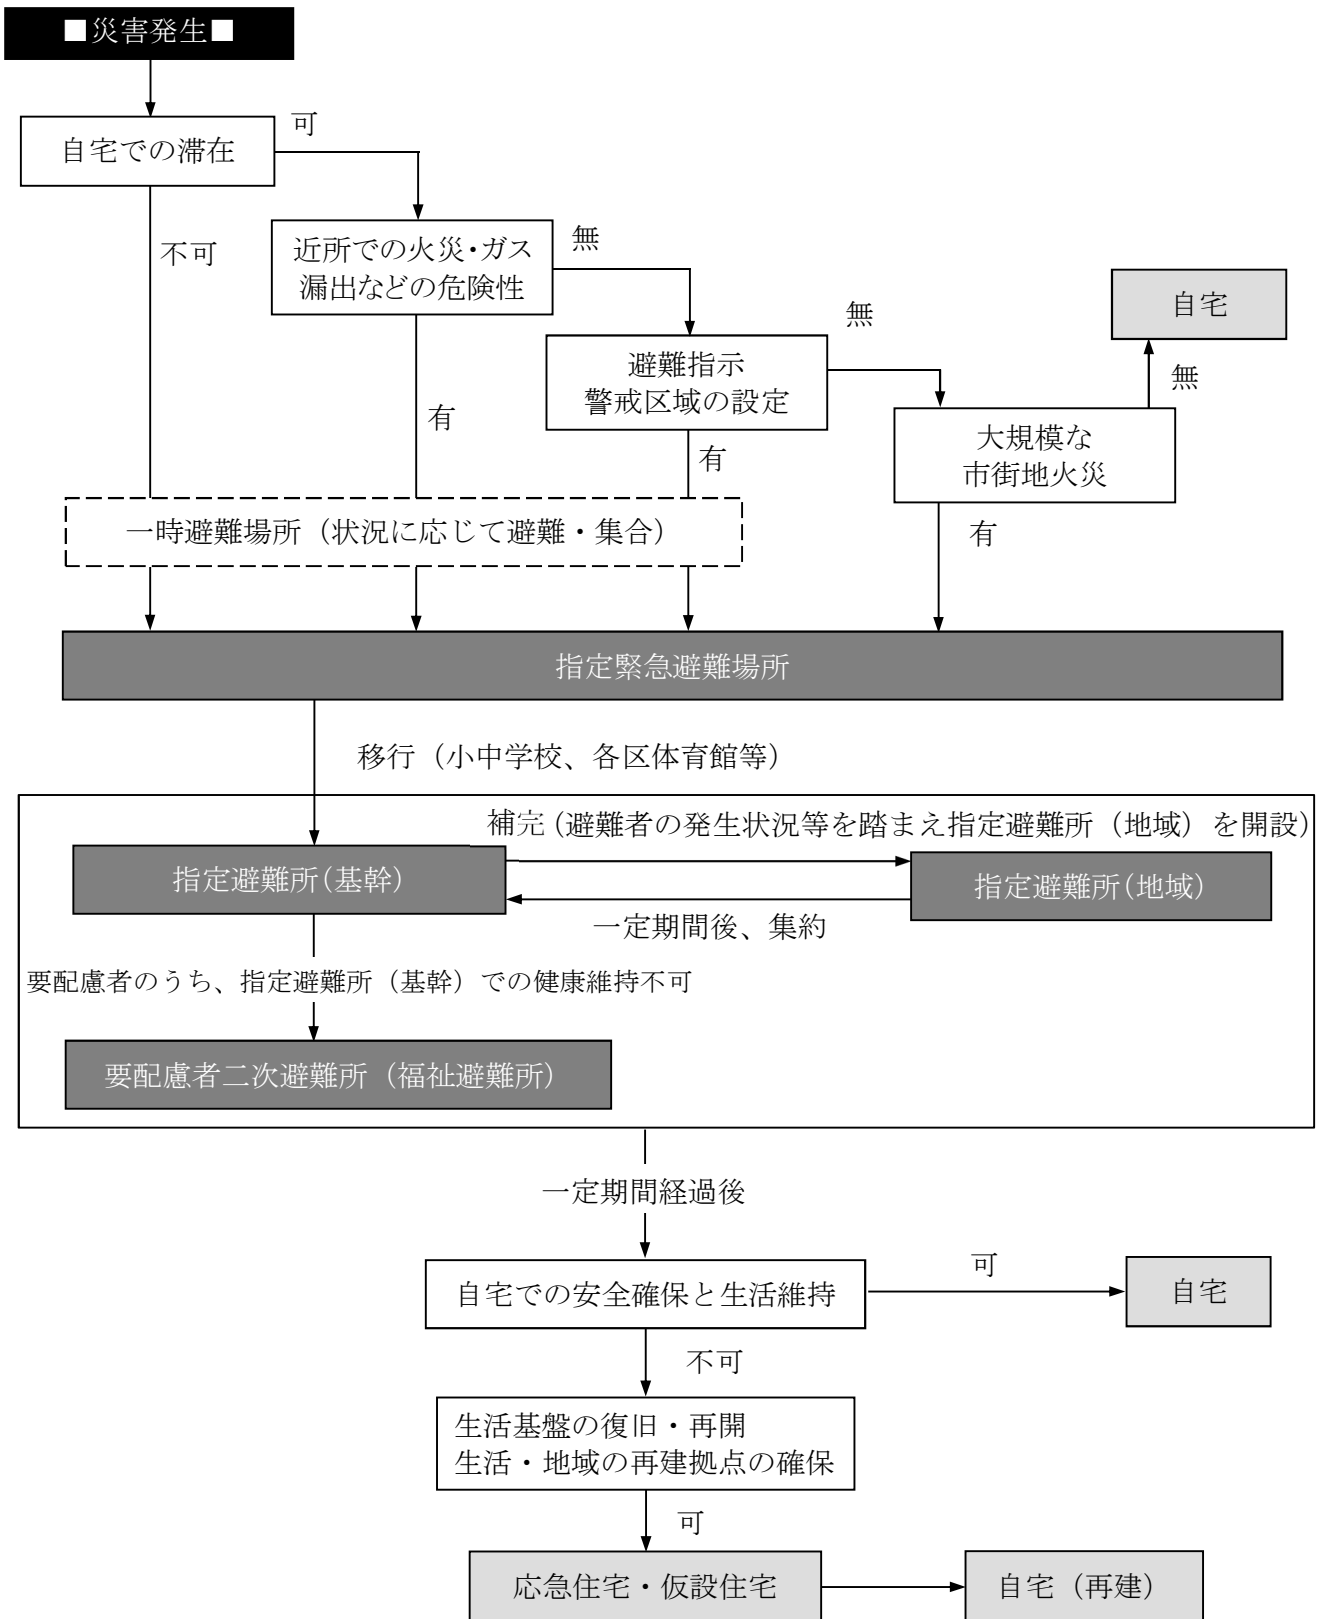 ■災害発生■
自宅での滞在
可
不可
近所での火災・ガス
漏出などの危険性
無
有
避難指示
警戒区域の設定
無
有
大規模な
市街地火災
無
有
自宅
一時避難場所（状況に応じて避難・集合）
指定緊急避難場所
移行（小中学校、各区体育館等）
補完（避難者の発生状況等を踏まえ指定避難所（地域）を開設）
指定避難所（基幹）
指定避難所（地域）
一定期間後、集約
要配慮者のうち、指定避難所（基幹）での健康維持不可
要配慮者二次避難所（福祉避難所）
一定期間経過後
自宅での安全確保と生活維持
可
自宅
不可
生活基盤の復旧・再開
生活・地域の再建拠点の確保
可
応急住宅・仮設住宅
自宅（再建）